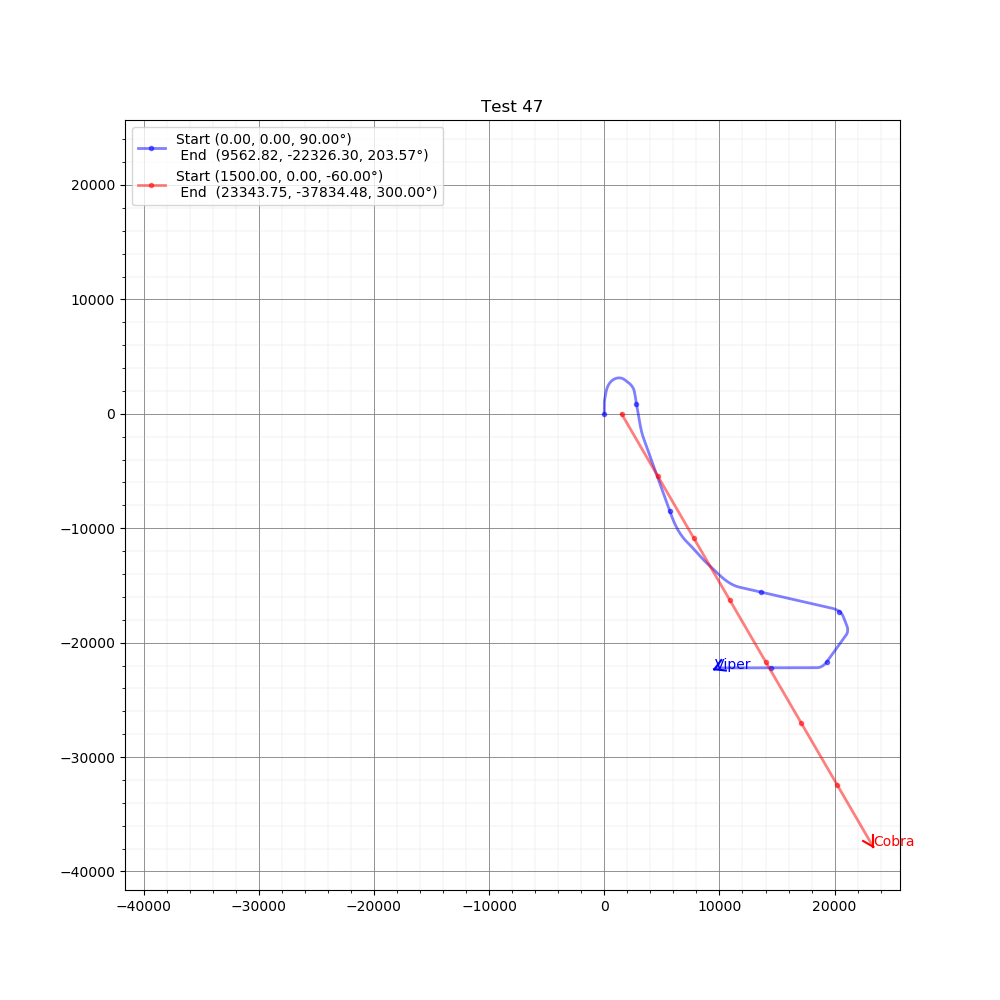 Test 47
Start (0.00, 0.00, 90.00°)
End (9562.82, -22326.30, 203.57°)
Start (1500.00, 0.00, -60.00°)
End (23343.75, -37834.48, 300.00°)
20000
10000
0
−10000
−20000
−30000
−40000
Viper
Cobra
−40000 −30000 −20000 −10000 0 10000 20000